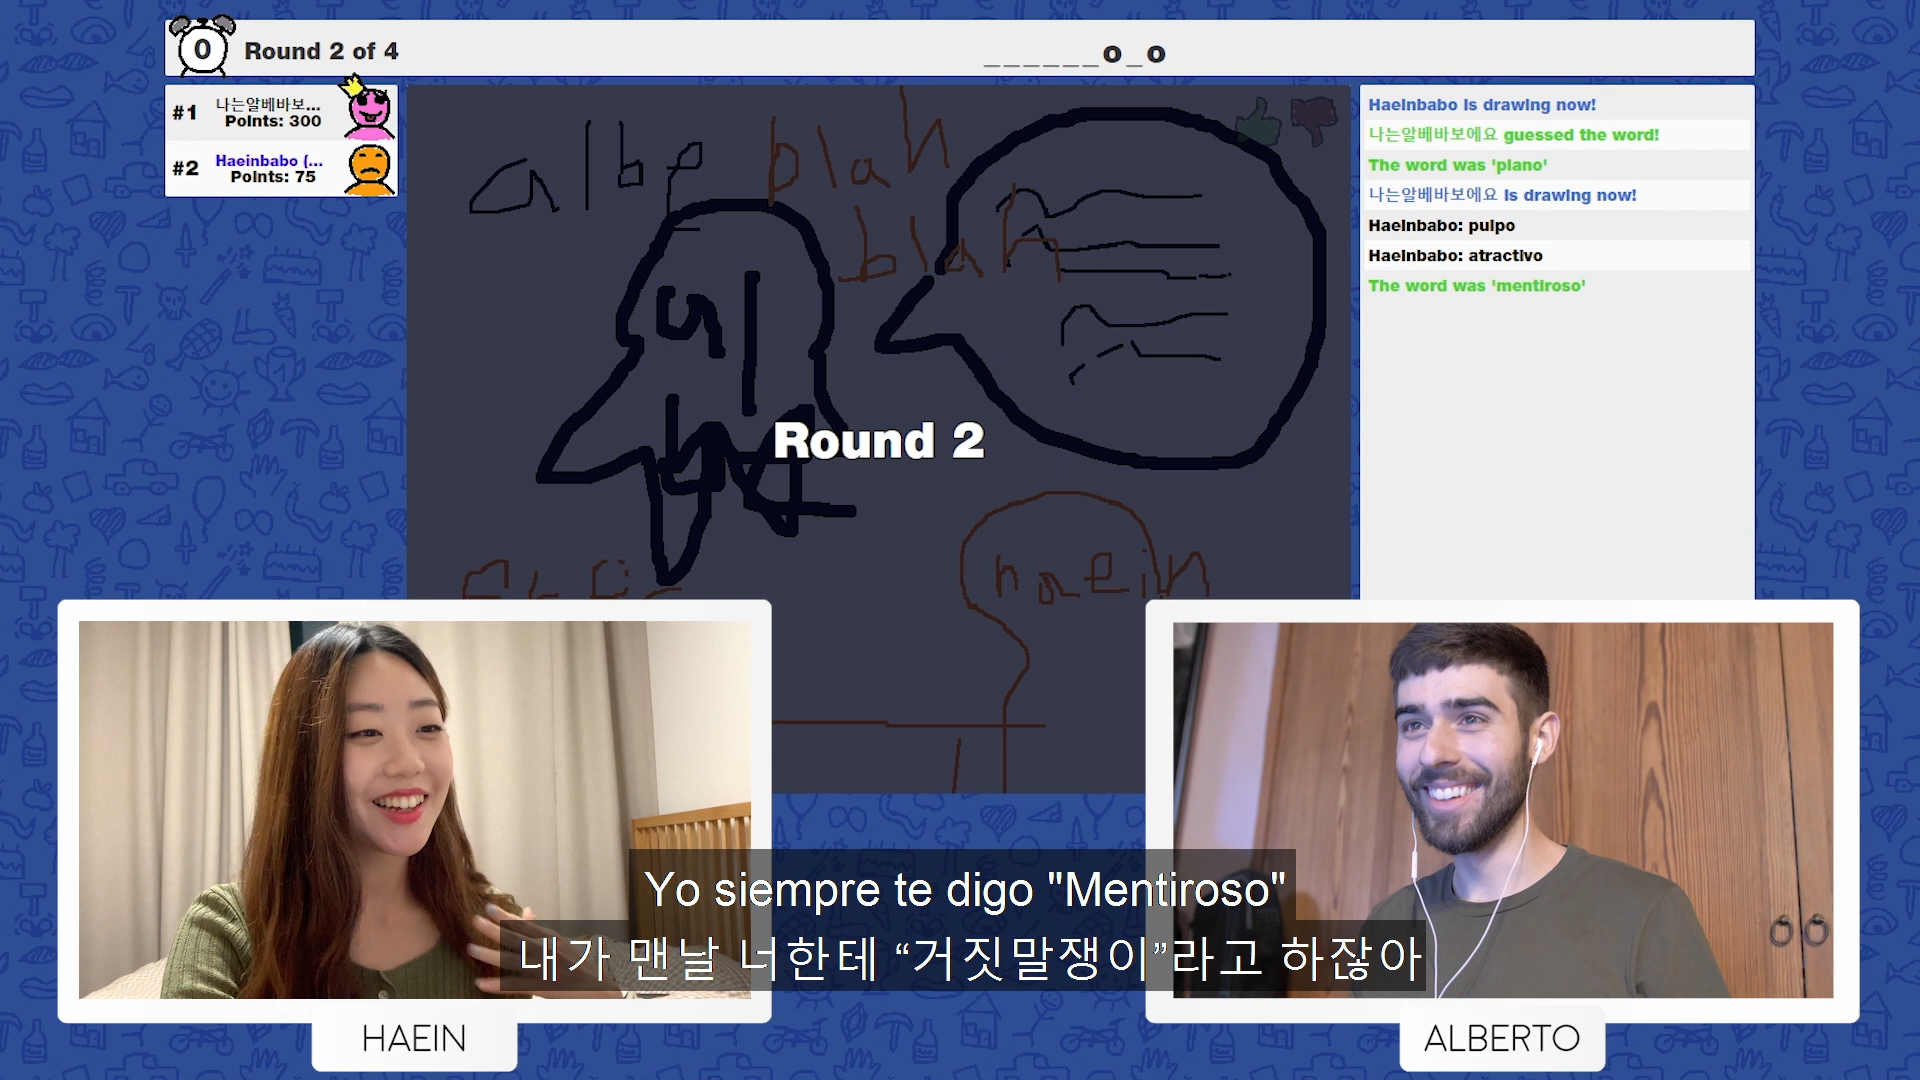 0
Round 2 of 4
______o_o
#1 나는알베바보...
Points: 300
#2 Haeinbabo (...
Points: 75
Haeinbabo is drawing now!
나는알베바보에요 guessed the word!
The word was 'plano'
나는알베바보에요 is drawing now!
Haeinbabo: pulpo
Haeinbabo: atractivo
The word was 'mentiroso'
albe
blah
blah
al
be
haein
Round 2
Yo siempre te digo "Mentiroso"
내가 맨날 너한테 “거짓말쟁이”라고 하잖아
HAEIN
ALBERTO